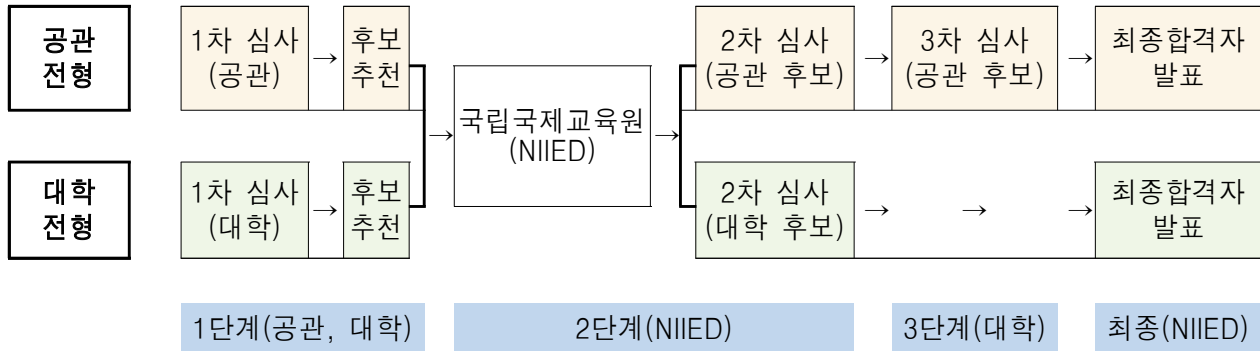 공관
전형
1차 심사
(공관)
→
후보
추천
→
국립국제교육원
(NIIED)
→
2차 심사
(공관 후보)
→
3차 심사
(공관 후보)
→
최종합격자
발표
대학
전형
1차 심사
(대학)
→
후보
추천
2차 심사
(대학 후보)
→
→
→
최종합격자
발표
1단계(공관, 대학)
2단계(NIIED)
3단계(대학)
최종(NIIED)